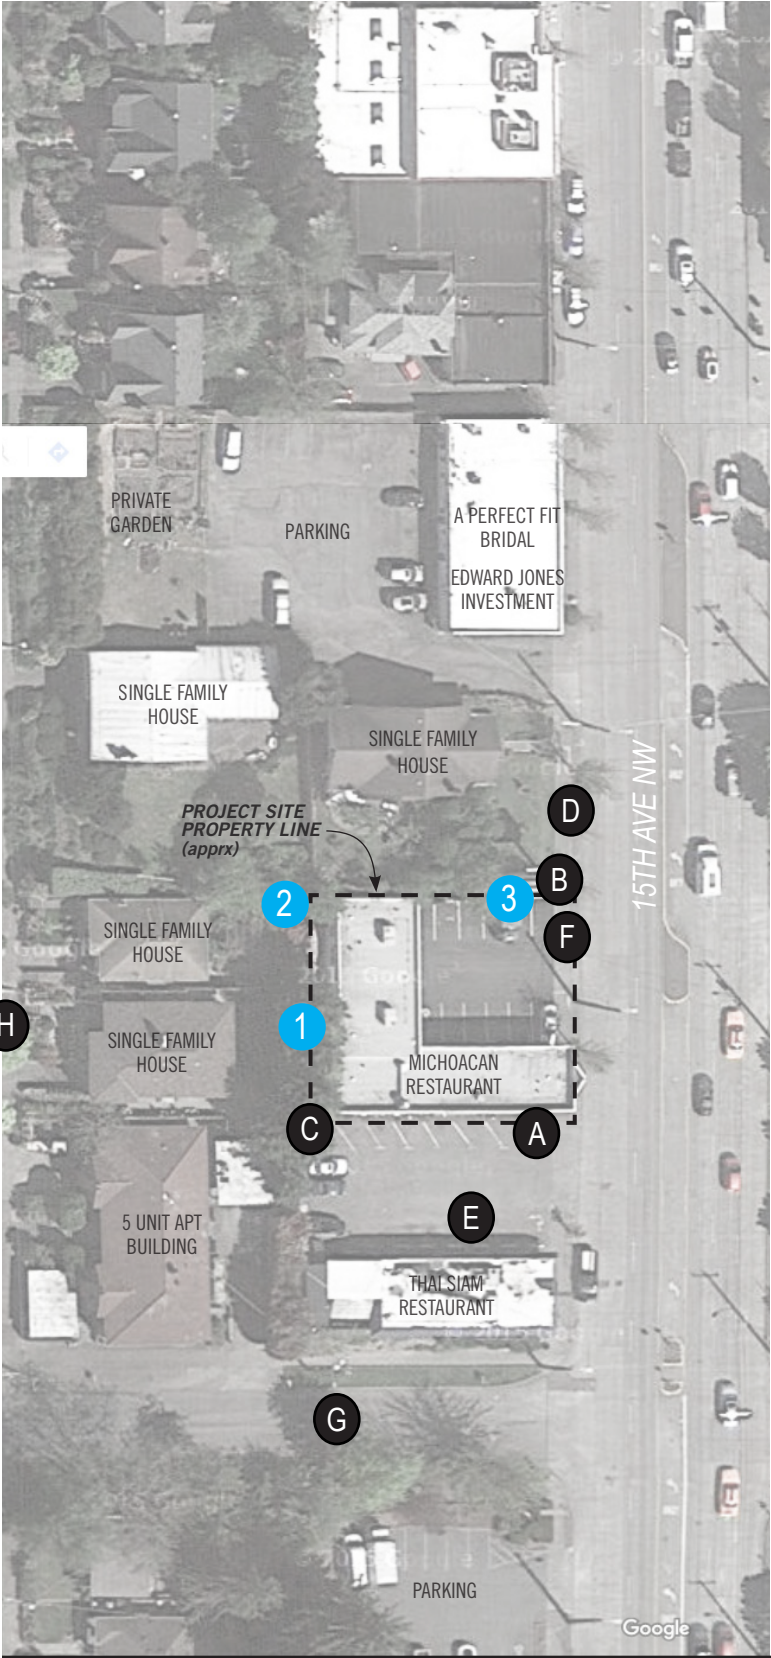 PRIVATE
GARDEN
PARKING
A PERFECT FIT
BRIDAL
EDWARD JONES
INVESTMENT
SINGLE FAMILY
HOUSE
SINGLE FAMILY
HOUSE
15TH AVE NW
PROJECT SITE
PROPERTY LINE
(apprx)
D
B
2
3
F
SINGLE FAMILY
HOUSE
H
1
SINGLE FAMILY
HOUSE
MICHOACAN
RESTAURANT
C
A
E
5 UNIT APT
BUILDING
THAI SIAM
RESTAURANT
G
PARKING
Google